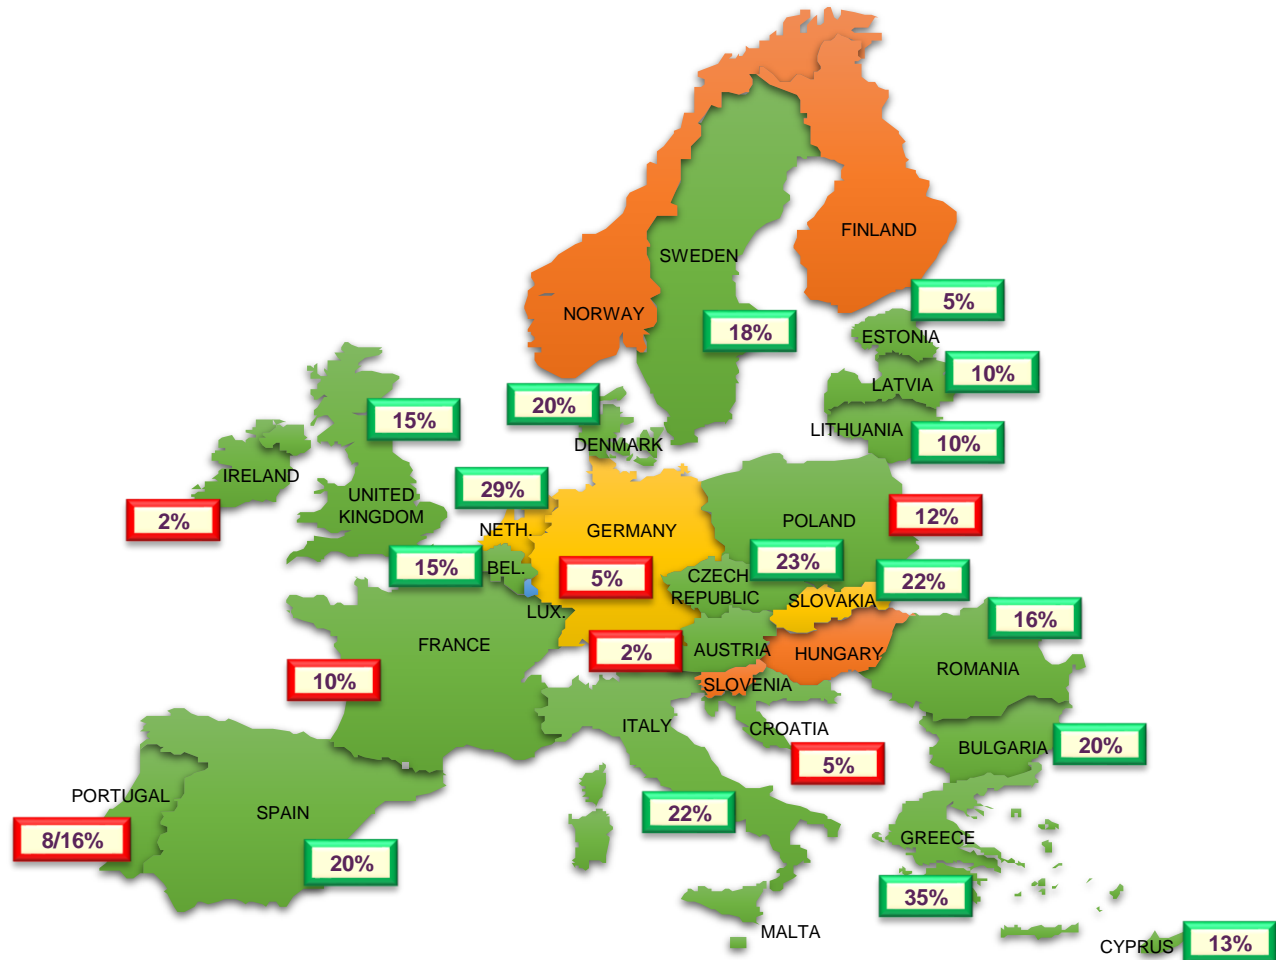 FINLAND
SWEDEN
5%
NORWAY
18%
ESTONIA
10%
LATVIA
20%
15%
LITHUANIA
10%
DENMARK
IRELAND
29%
UNITED
KINGDOM
2%
NETH.
GERMANY
POLAND
12%
15%
BEL.
5%
23%
CZECH
REPUBLIC
22%
SLOVAKIA
LUX.
16%
FRANCE
2%
AUSTRIA
HUNGARY
ROMANIA
10%
SLOVENIA
ITALY
CROATIA
BULGARIA
20%
5%
PORTUGAL
SPAIN
22%
8/16%
GREECE
20%
35%
MALTA
CYPRUS
13%